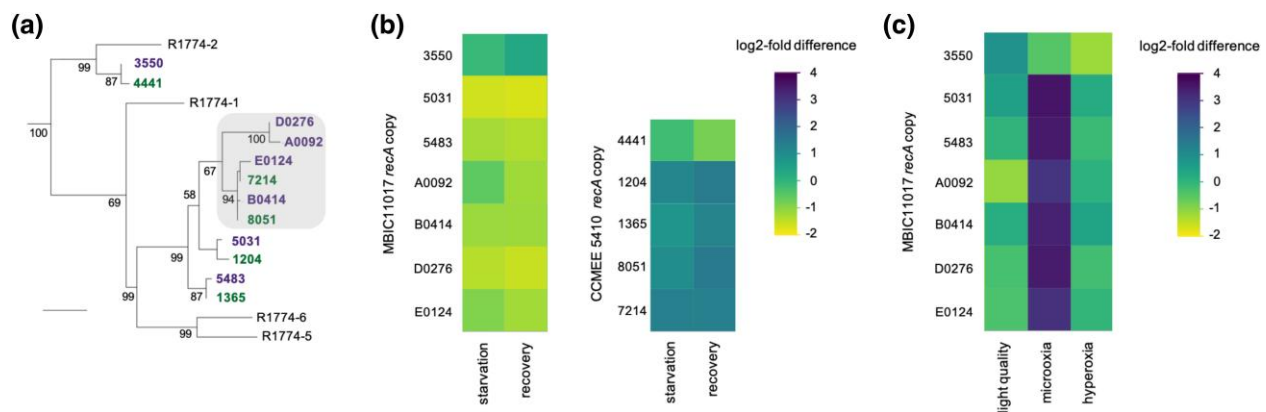 (a)
R1774-2
3550
99
87
4441
100
R1774-1
D0276
100
A0092
67
E0124
7214
94
B0414
8051
58
69
5031
99
1204
5483
99
87
1365
R1774-6
99
R1774-5
(b)
log2-fold difference
MBIC11017 recA copy
3550
5031
5483
A0092
B0414
D0276
E0124
starvation
recovery
CCMEE 5410 recA copy
4441
1204
1365
8051
7214
starvation
recovery
4
3
2
1
0
-1
-2
(c)
log2-fold difference
MBIC11017 recA copy
3550
5031
5483
A0092
B0414
D0276
E0124
light quality
microoxia
hyperoxia
4
3
2
1
0
-1
-2